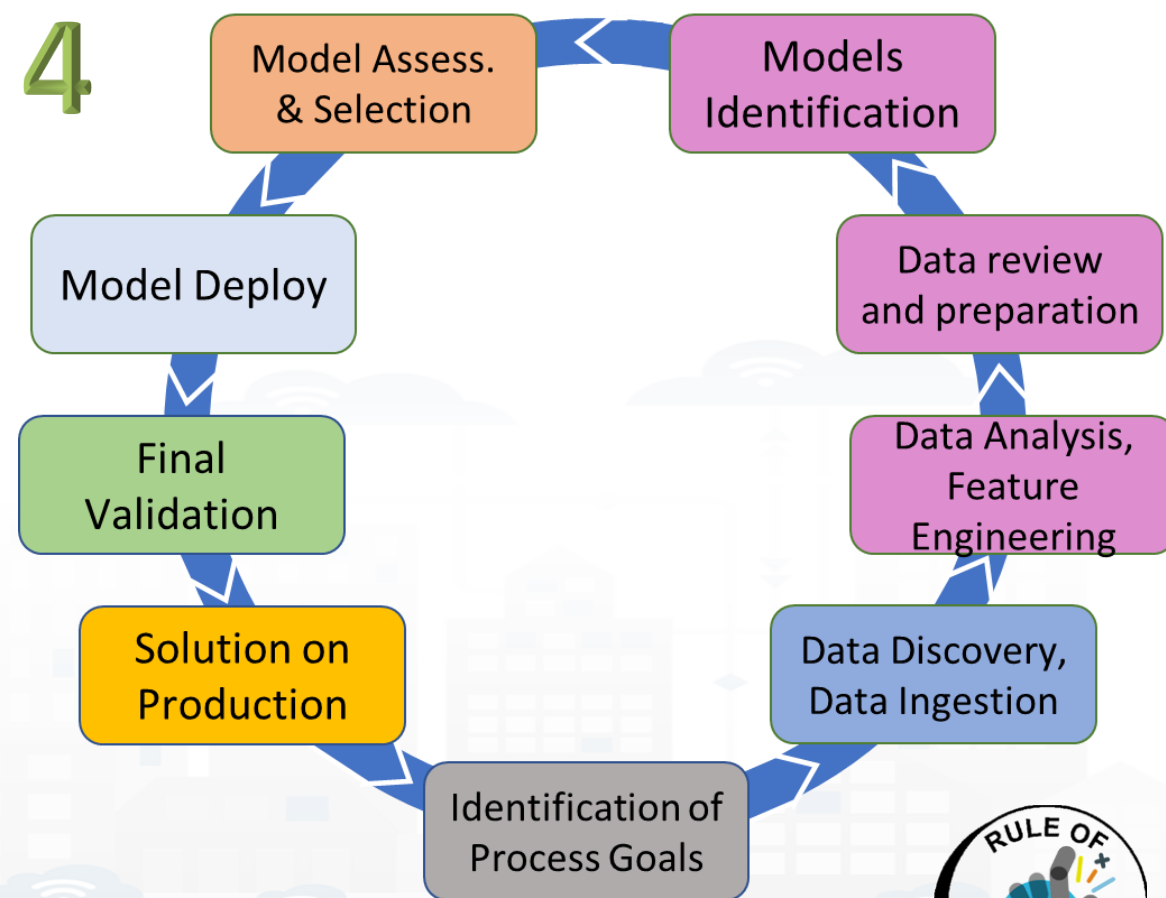 4
Model Assess.
& Selection
Models
Identification
Model Deploy
Data review
and preparation
Final
Validation
Data Analysis,
Feature
Engineering
Solution on
Production
Data Discovery,
Data Ingestion
Identification of
Process Goals
RULE OF